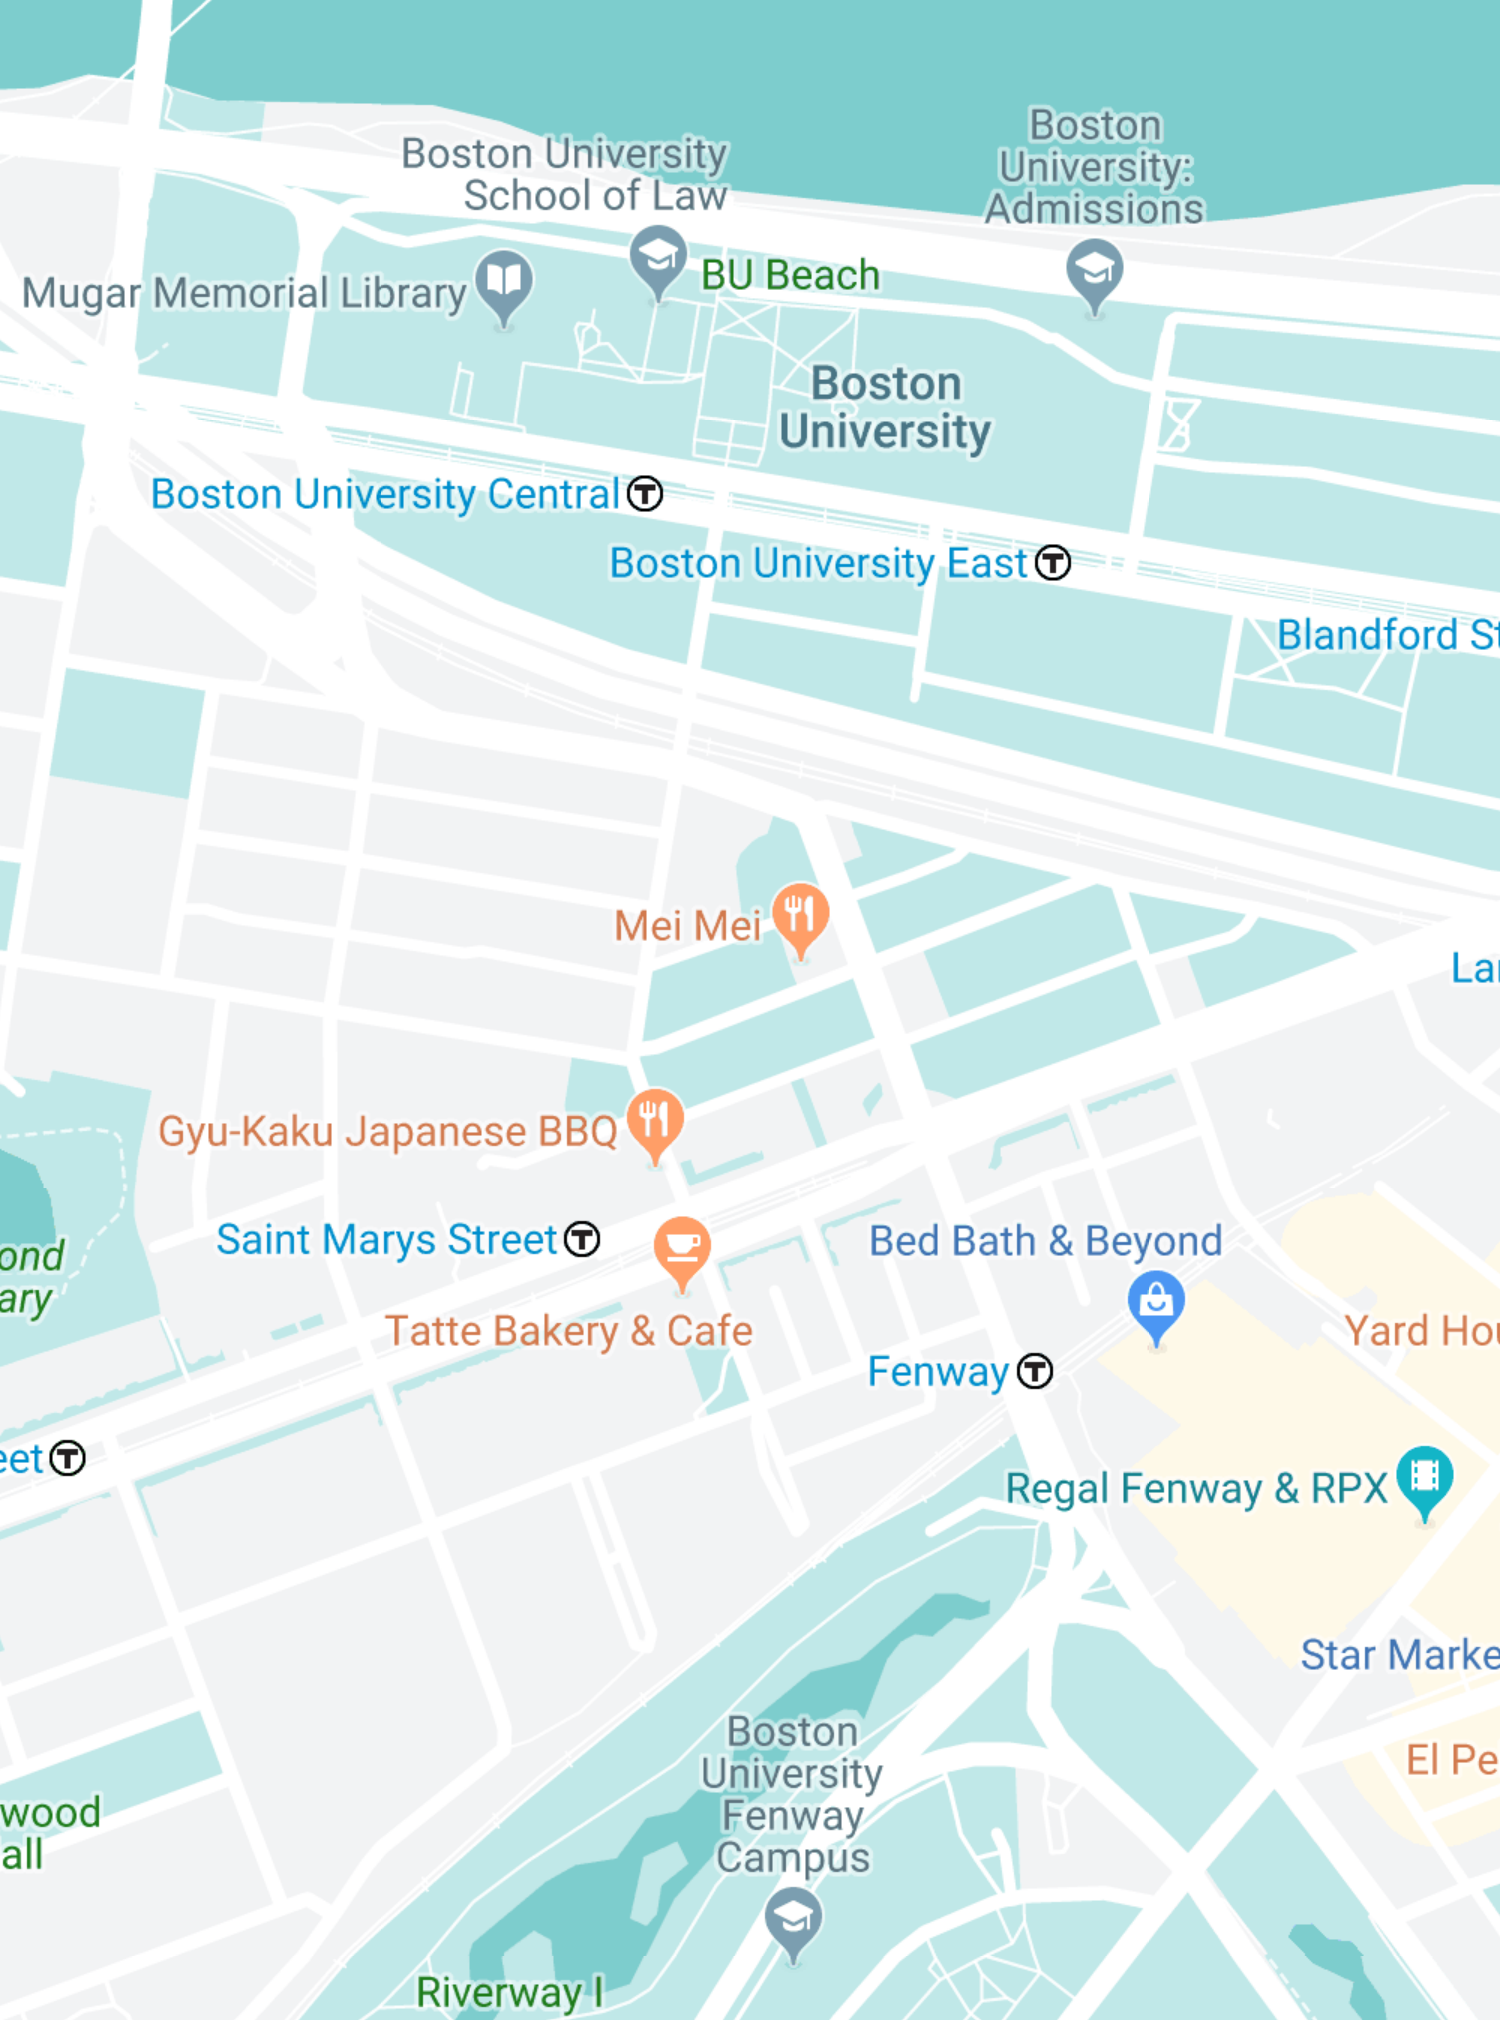 Boston
University:
Admissions
Boston University
School of Law
BU Beach
Mugar Memorial Library
Boston
University
Boston University Central
T
Boston University East
T
Blandford St
Mei Mei
Lan
Gyu-Kaku Japanese BBQ
Saint Marys Street
T
Bed Bath & Beyond
ond
ary
Tatte Bakery & Cafe
Yard Hou
Fenway
T
eet
T
Regal Fenway & RPX
Star Marke
Boston
University
Fenway
Campus
El Pe
wood
all
Riverway I